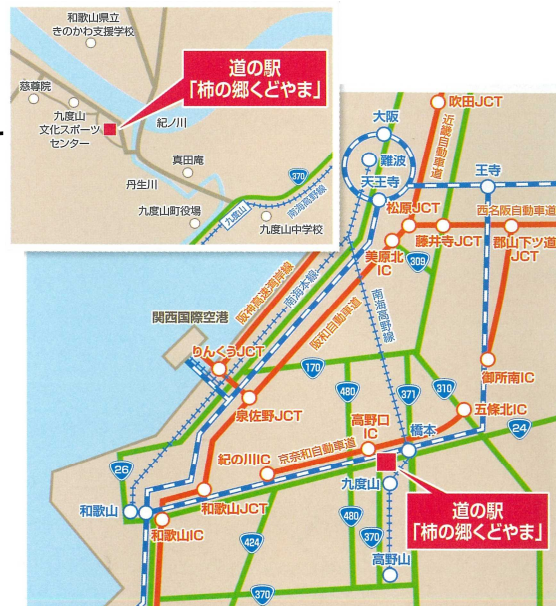 和歌山県立
きのかわ支援学校
慈尊院
九度山
文化スポーツ
センター
道の駅
「柿の郷くどやま」
紀ノ川
真田庵
丹生川
九度山町役場
370
南海高野線
九度山
九度山中学校
大阪
難波
天王寺
吹田JCT
近畿自動車道
王寺
松原JCT
西名阪自動車道
藤井寺JCT
郡山下ツ道
JCT
美原北
IC
309
阪神高速湾岸線
南海本線
阪和自動車道
南海高野線
関西国際空港
りんくうJCT
170
480
371
310
御所南IC
泉佐野JCT
高野口
IC
五條北IC
24
橋本
京奈和自動車道
紀の川IC
26
九度山
和歌山
和歌山JCT
道の駅
「柿の郷くどやま」
和歌山IC
480
370
424
高野山
370